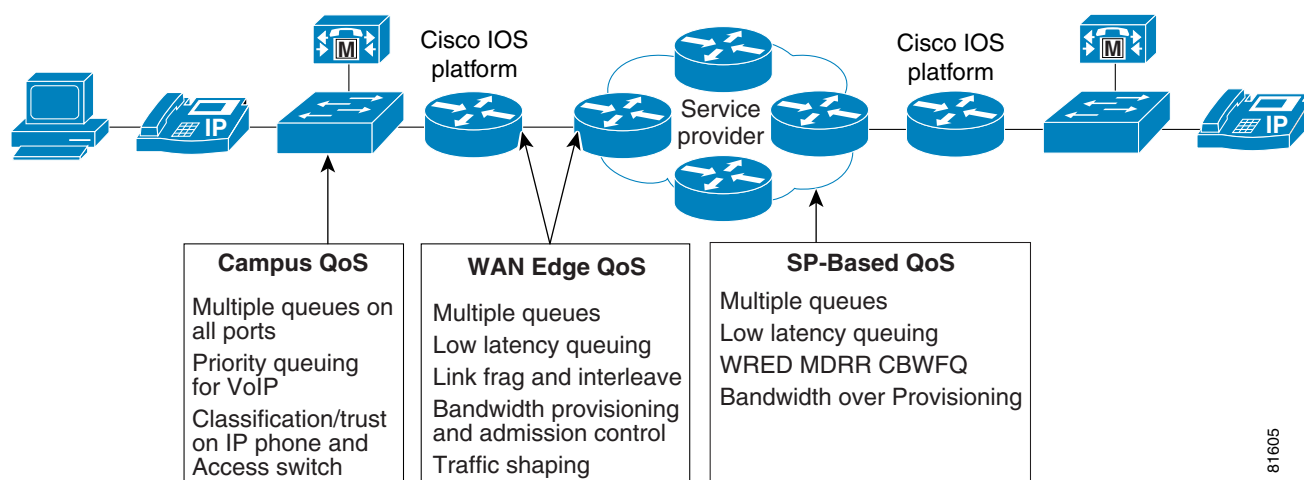 M
Cisco IOS
platform
Cisco IOS
platform
M
IP
Service
provider
IP
Campus QoS
Multiple queues on
all ports
Priority queuing
for VoIP
Classification/trust
on IP phone and
Access switch
WAN Edge QoS
Multiple queues
Low latency queuing
Link frag and interleave
Bandwidth provisioning
and admission control
Traffic shaping
SP-Based QoS
Multiple queues
Low latency queuing
WRED MDRR CBWFQ
Bandwidth over Provisioning
81605